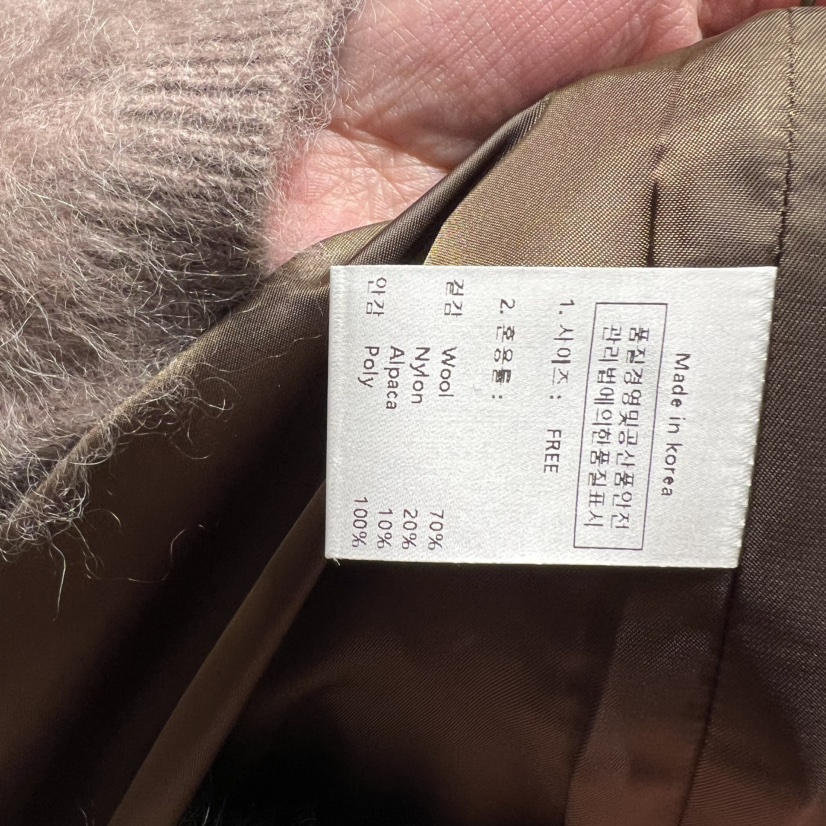 Made in korea
품질경영및공산품안전
관리법에의한품질표시
1. 사이즈 : FREE
2. 혼용률 :
겉감 Wool 70%
Nylon 20%
Alpaca 10%
안감 Poly 100%